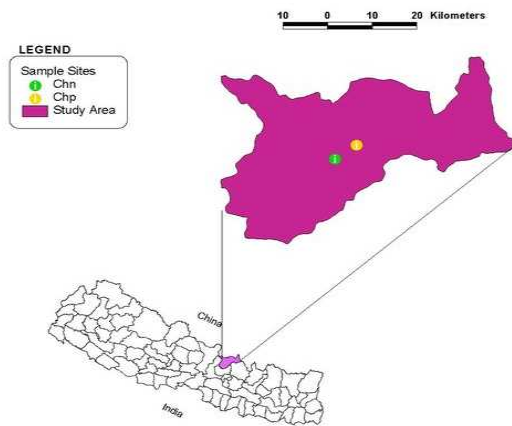 10 0 10 20 Kilometers
LEGEND
Sample Sites
Chn
Chp
Study Area
China
India